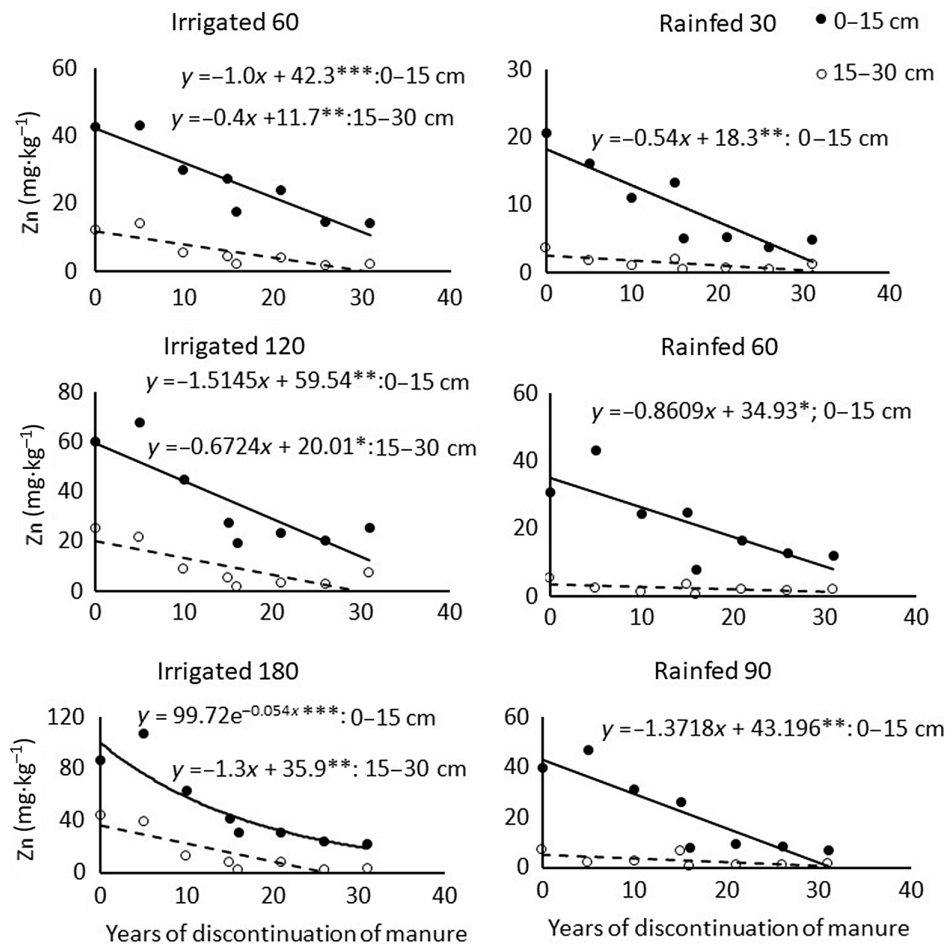 Irrigated 60
Rainfed 30
● 0–15 cm
○ 15–30 cm
60
40
20
0
Zn (mg·kg⁻¹)
y =–1.0x + 42.3***:0–15 cm
y =–0.4x +11.7**:15–30 cm
0 10 20 30 40
30
20
10
0
y =–0.54x + 18.3**: 0–15 cm
0 10 20 30 40
Irrigated 120
Rainfed 60
80
60
40
20
0
Zn (mg·kg⁻¹)
y =–1.5145x + 59.54**:0–15 cm
y =–0.6724x + 20.01*:15–30 cm
0 10 20 30 40
60
40
20
0
y =–0.8609x + 34.93*; 0–15 cm
0 10 20 30 40
Irrigated 180
Rainfed 90
120
80
40
0
Zn (mg·kg⁻¹)
y = 99.72e⁻⁰·⁰⁵⁴ˣ***: 0–15 cm
y =–1.3x + 35.9**: 15–30 cm
0 10 20 30 40
60
40
20
0
y =–1.3718x + 43.196**: 0–15 cm
0 10 20 30 40
Years of discontinuation of manure
Years of discontinuation of manure